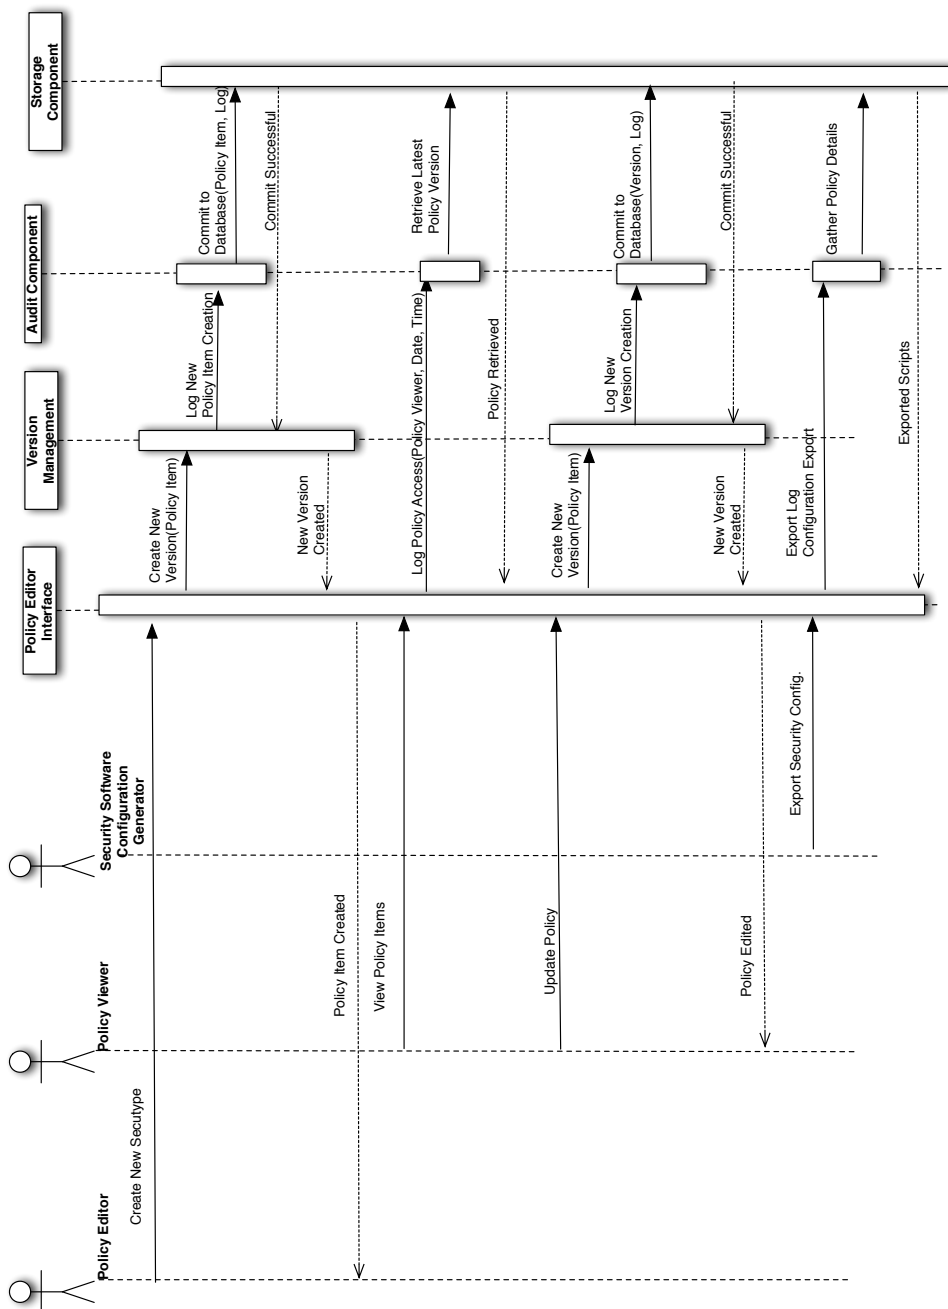 Policy Editor
Policy Viewer
Security Software
Configuration
Generator
Policy Editor
Interface
Version
Management
Audit Component
Storage
Component
Create New Secutype
Create New
Version(Policy Item)
Log New
Policy Item Creation
Commit to
Database(Policy Item, Log)
Commit Successful
New Version
Created
Policy Item Created
View Policy Items
Log Policy Access(Policy Viewer, Date, Time)
Retrieve Latest
Policy Version
Policy Retrieved
Update Policy
Create New
Version(Policy Item)
Log New
Version Creation
Commit to
Database(Version, Log)
Commit Successful
New Version
Created
Policy Edited
Export Security Config.
Export Log
Configuration Export
Gather Policy Details
Exported Scripts